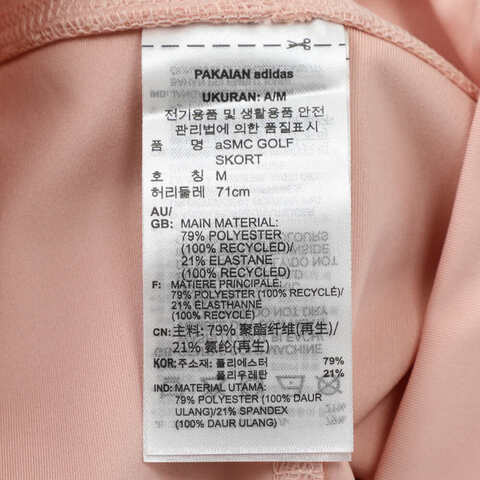 PAKAIAN adidas
UKURAN: A/M
전기용품 및 생활용품 안전
관리법에 의한 품질표시
품 명 aSMC GOLF
SKORT
호 칭 M
허리둘레 71cm
AU/
GB: MAIN MATERIAL:
79% POLYESTER
(100% RECYCLED)/
21% ELASTANE
(100% RECYCLED)
F: MATIÈRE PRINCIPALE:
79% POLYESTER (100% RECYCLÉ)/
21% ÉLASTHANNE
(100% RECYCLÉ)
CN: 主料: 79% 聚酯纤维(再生)/
21% 氨纶(再生)
KOR: 주소재: 폴리에스터 79%
폴리우레탄 21%
IND: MATERIAL UTAMA:
79% POLYESTER (100% DAUR
ULANG)/21% SPANDEX
(100% DAUR ULANG)